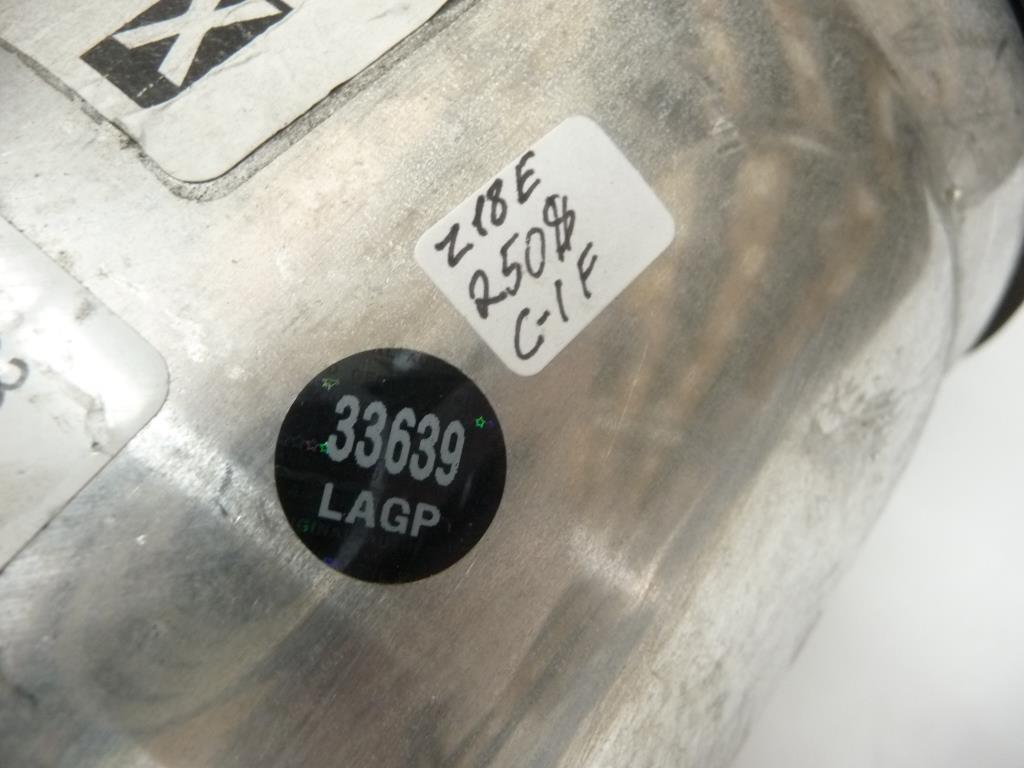 X
Z18E
250$
C-1F
33639
LAGP